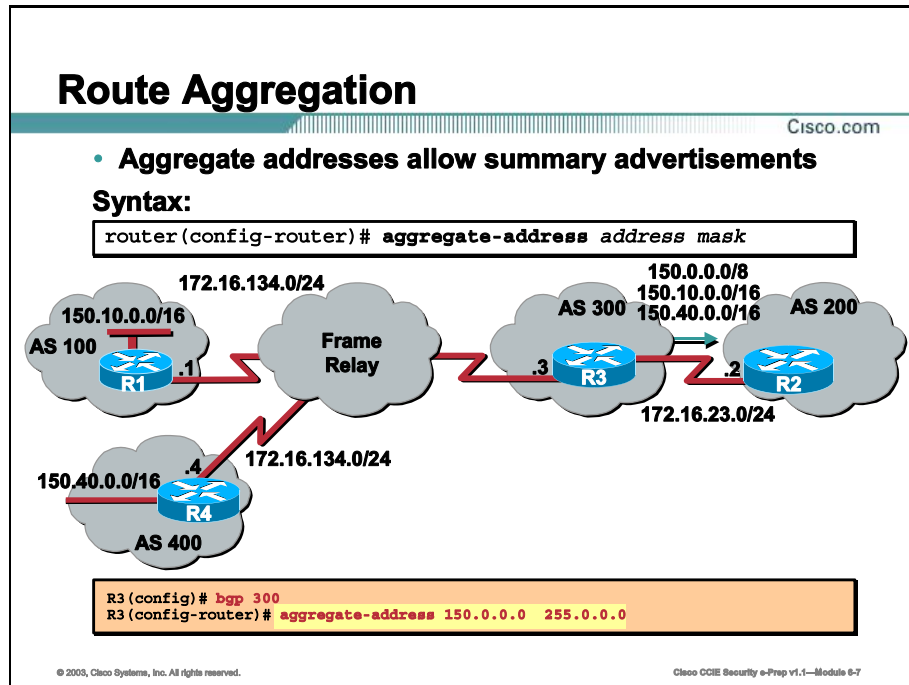 Route Aggregation
Cisco.com
• Aggregate addresses allow summary advertisements
Syntax:
router(config-router)# aggregate-address address mask
172.16.134.0/24
150.0.0.0/8
150.10.0.0/16
150.40.0.0/16
150.10.0.0/16
AS 100
R1
.1
Frame
Relay
AS 300
.3
R3
AS 200
.2
R2
172.16.23.0/24
172.16.134.0/24
150.40.0.0/16
.4
R4
AS 400
R3(config)# bgp 300
R3(config-router)# aggregate-address 150.0.0.0 255.0.0.0
© 2003, Cisco Systems, Inc. All rights reserved.
Cisco CCIE Security e-Prep v1.1—Module 6-7